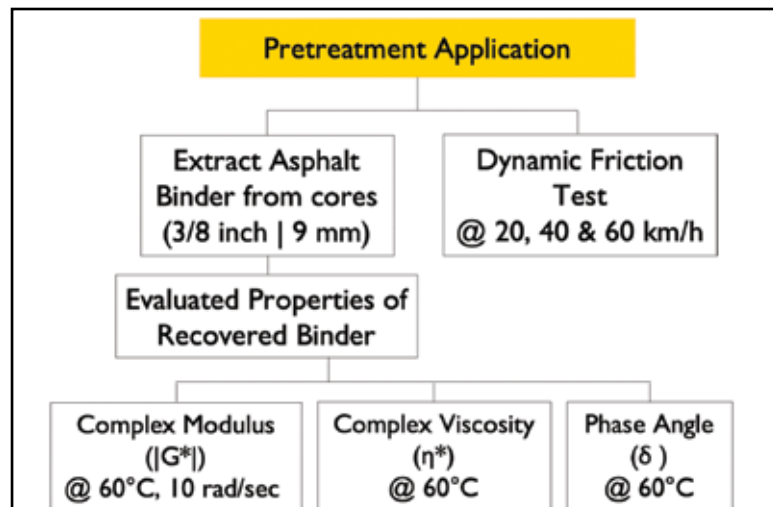 Pretreatment Application
Extract Asphalt
Binder from cores
(3/8 inch | 9 mm)
Dynamic Friction
Test
@ 20, 40 & 60 km/h
Evaluated Properties of
Recovered Binder
Complex Modulus
(|G*|)
@ 60°C, 10 rad/sec
Complex Viscosity
(η*)
@ 60°C
Phase Angle
(δ )
@ 60°C